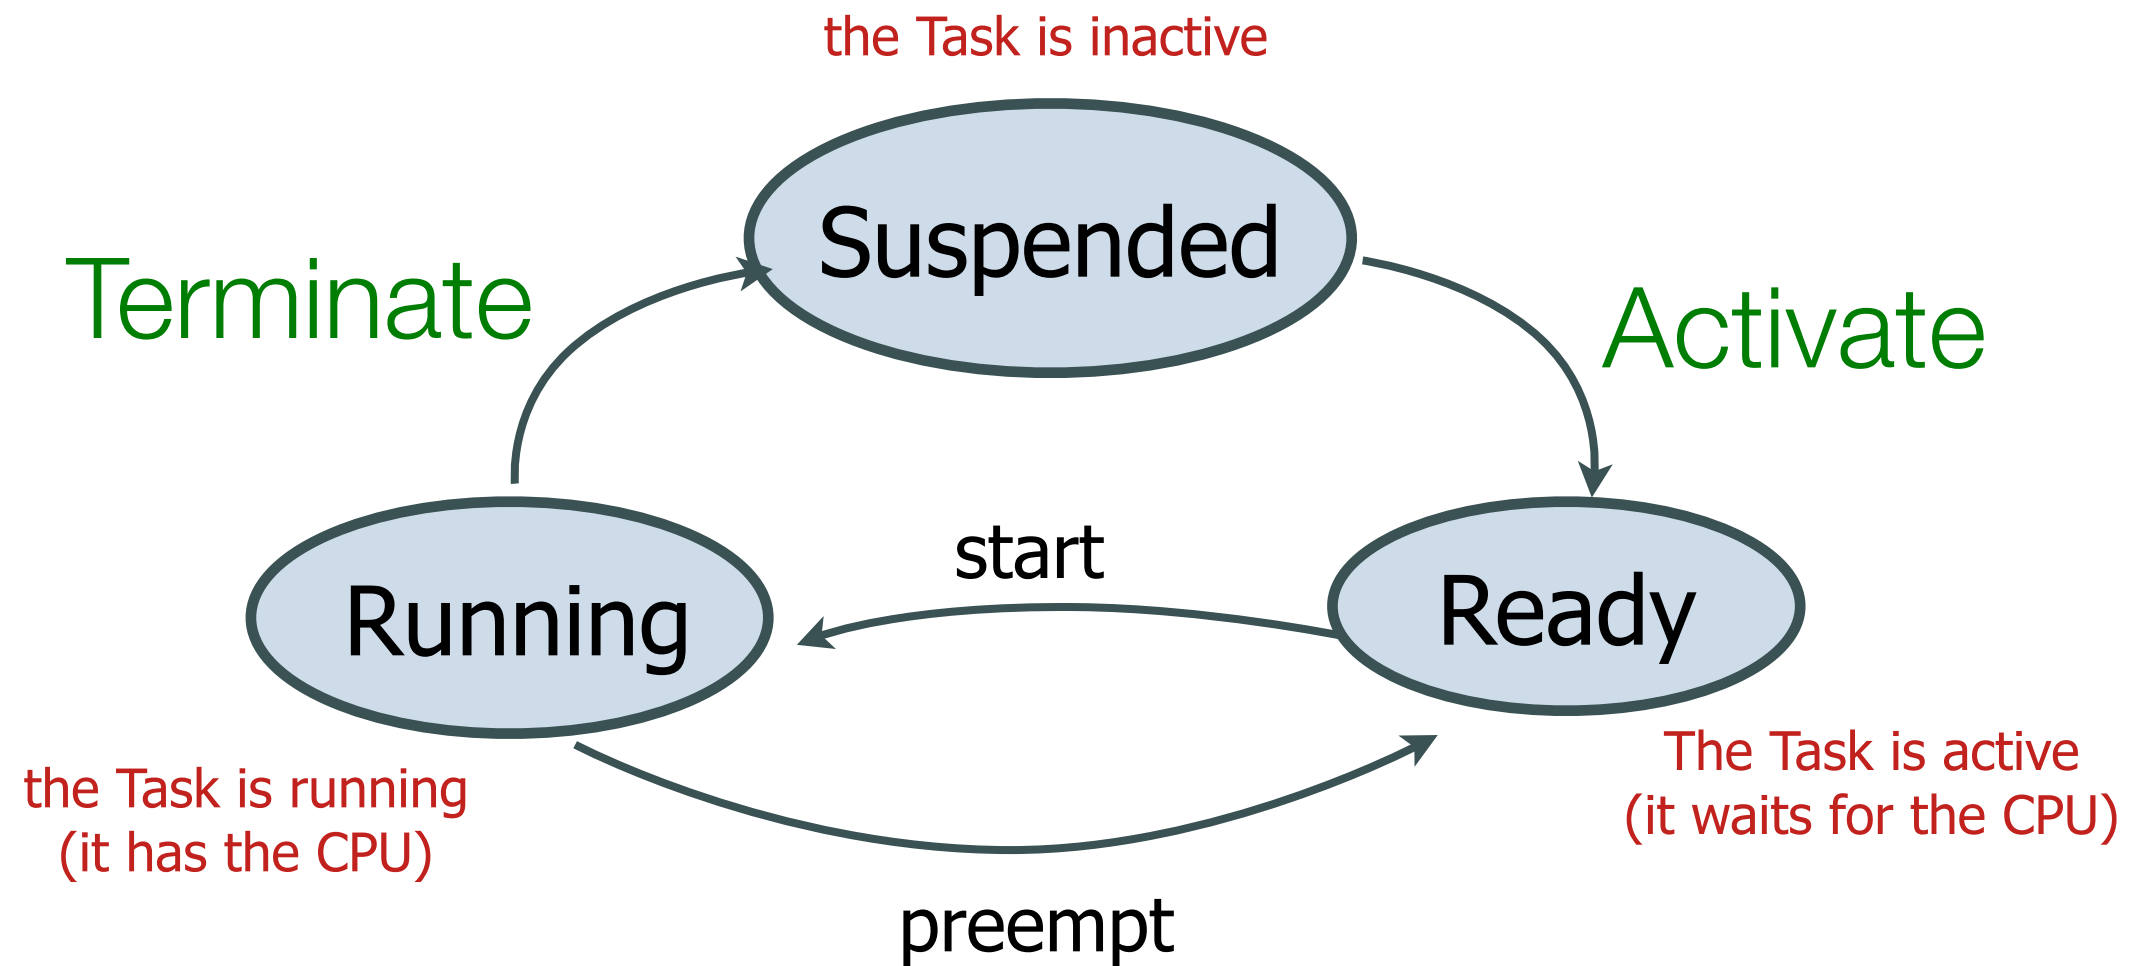 the Task is inactive
Suspended
Terminate
Activate
start
Running
Ready
the Task is running
(it has the CPU)
The Task is active
(it waits for the CPU)
preempt